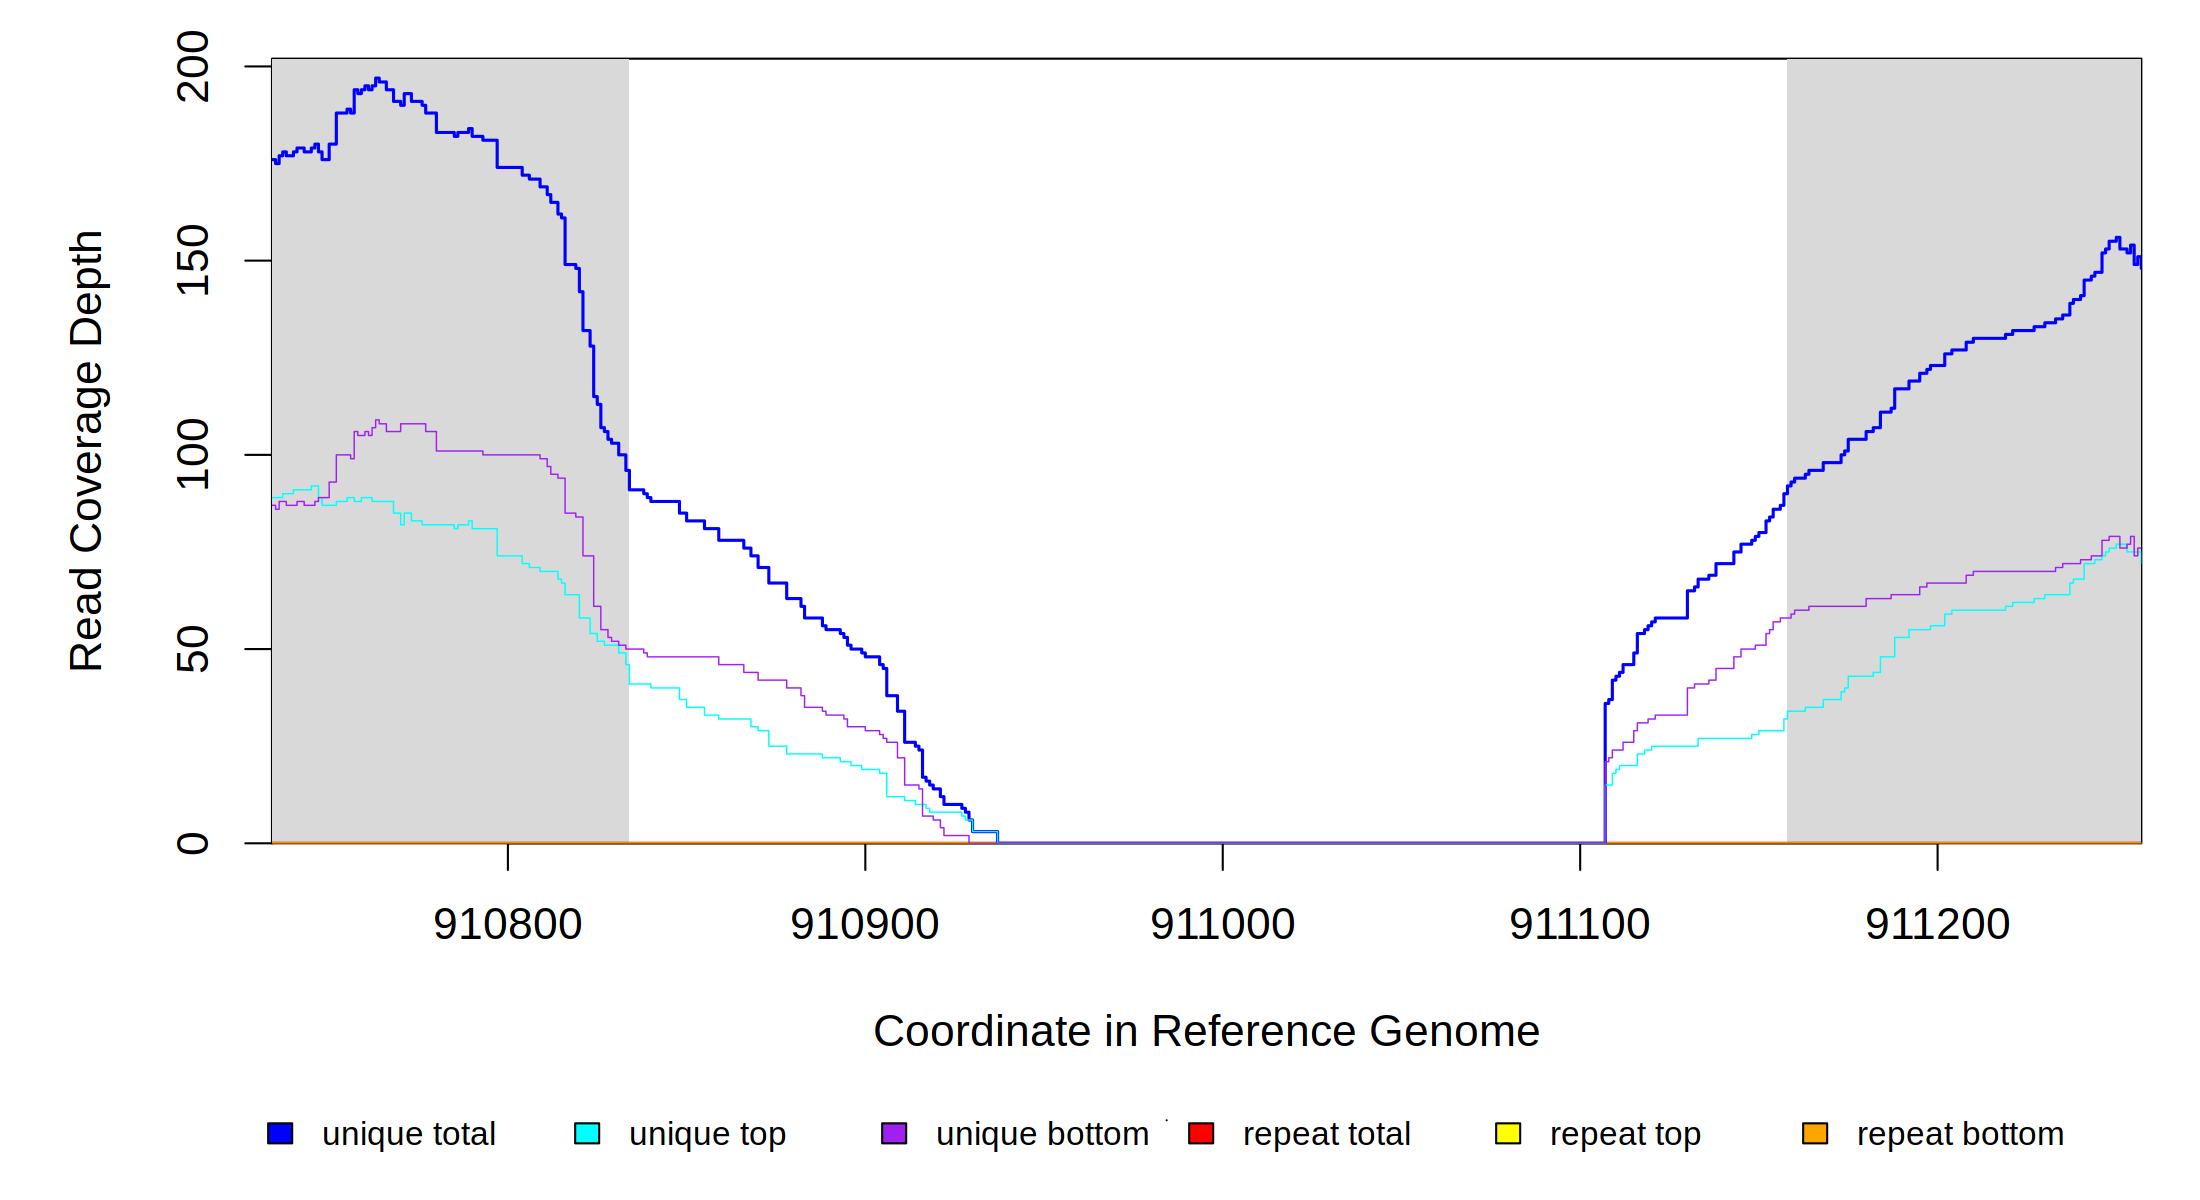 Read Coverage Depth
200
150
100
50
0
910800 910900 911000 911100 911200
Coordinate in Reference Genome
unique total unique top unique bottom repeat total repeat top repeat bottom